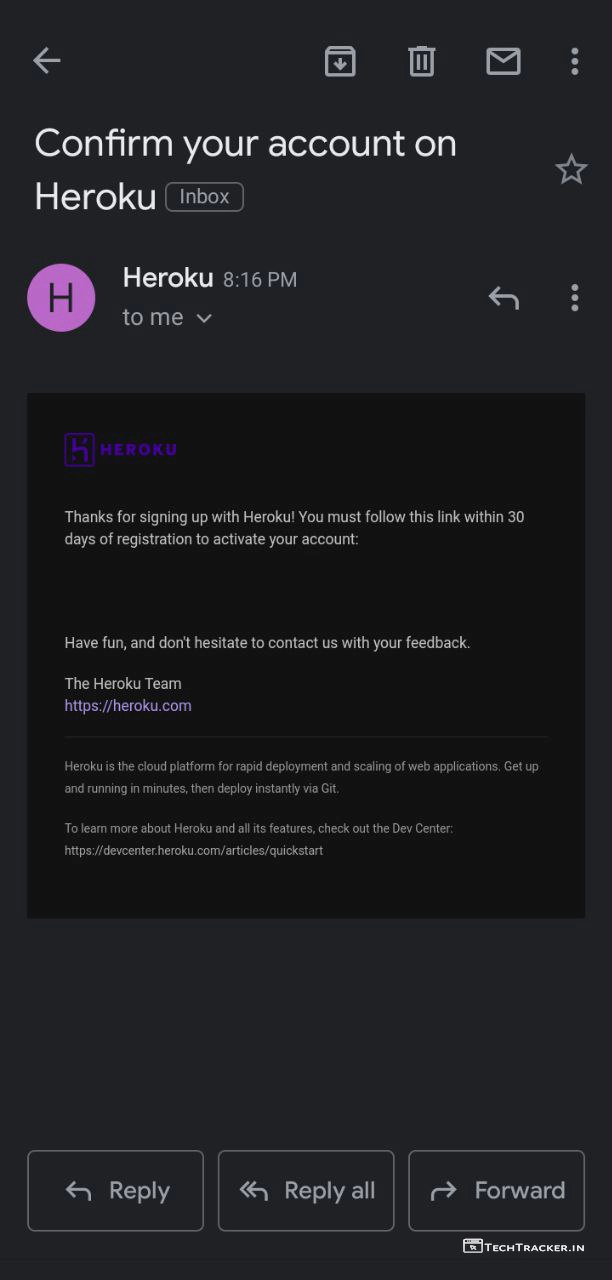 Confirm your account on
Heroku Inbox
H
Heroku 8:16 PM
to me
HEROKU
Thanks for signing up with Heroku! You must follow this link within 30
days of registration to activate your account:
Have fun, and don't hesitate to contact us with your feedback.
The Heroku Team
https://heroku.com
Heroku is the cloud platform for rapid deployment and scaling of web applications. Get up
and running in minutes, then deploy instantly via Git.
To learn more about Heroku and all its features, check out the Dev Center:
https://devcenter.heroku.com/articles/quickstart
Reply Reply all Forward
TECHTRACKER.IN